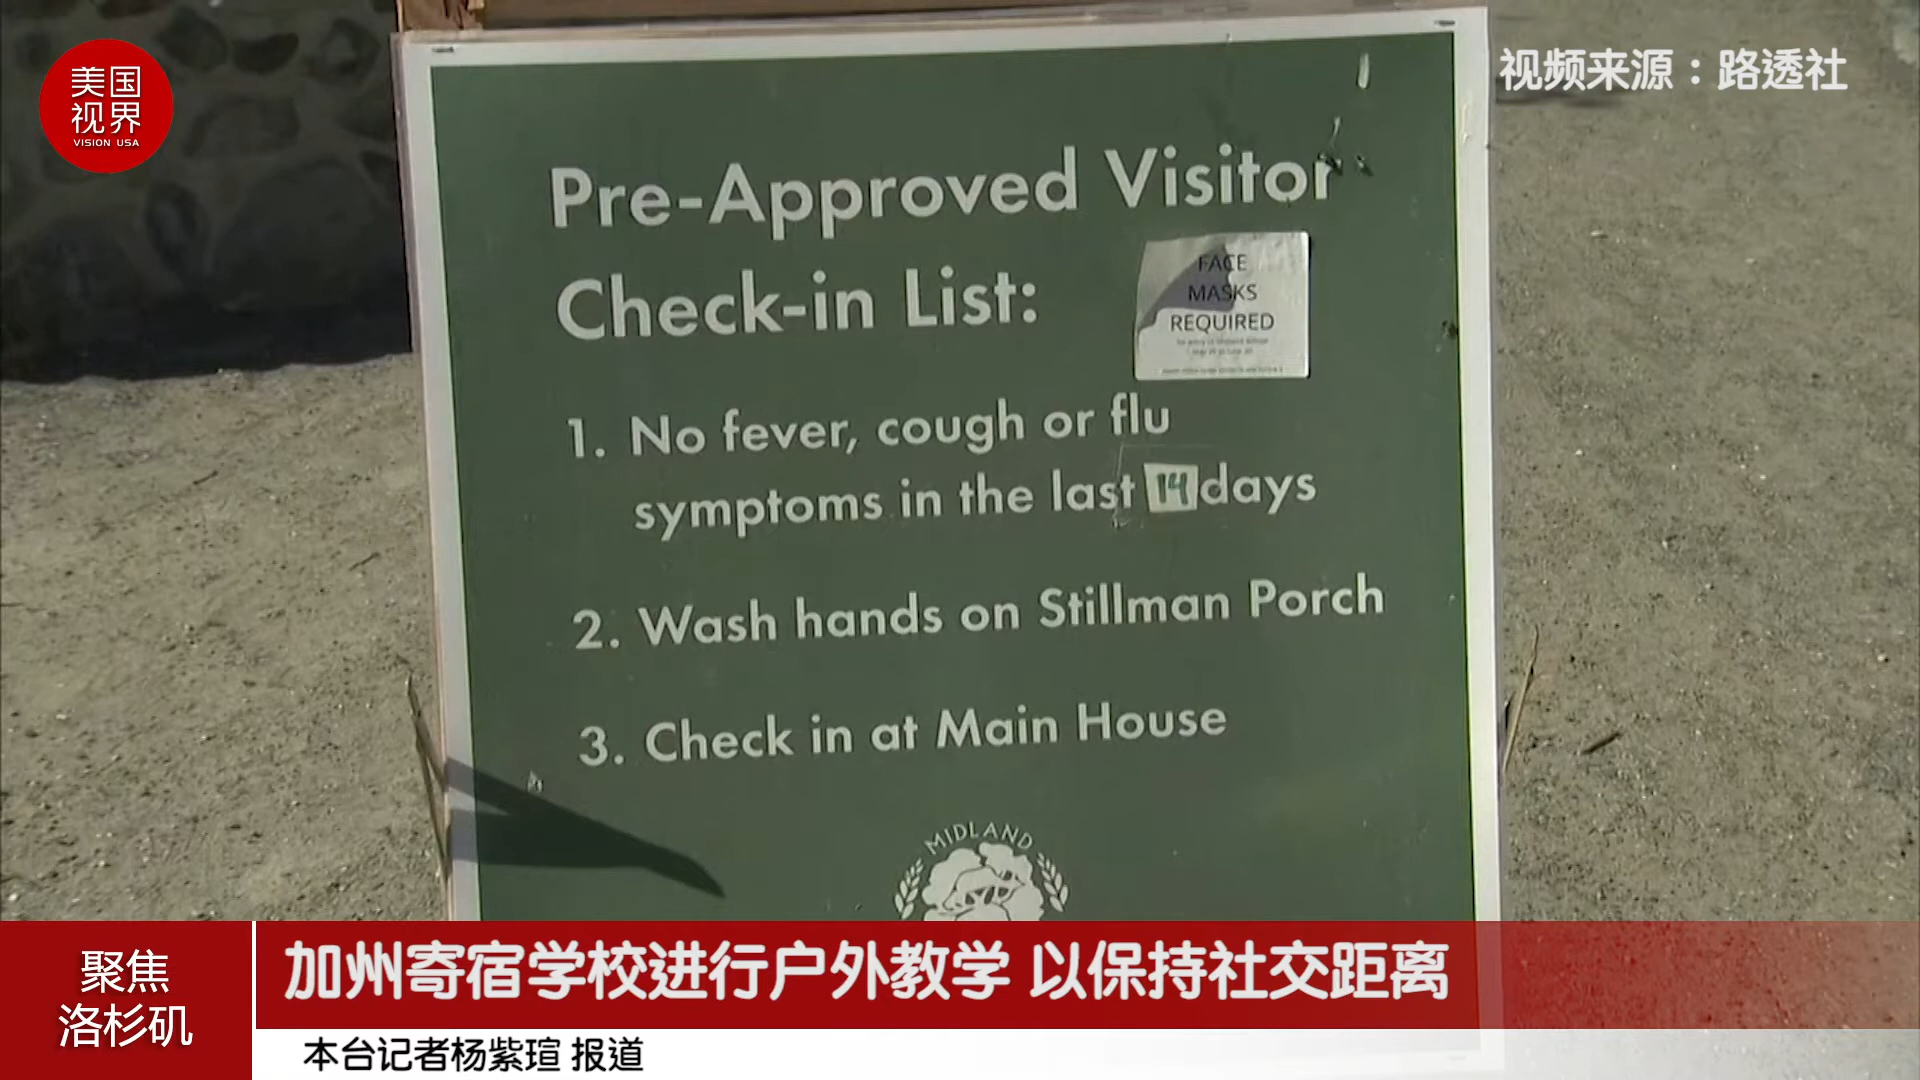 美国
视界
VISION USA
视频来源：路透社
Pre-Approved Visitor
Check-in List:
FACE
MASKS
REQUIRED
1. No fever, cough or flu
symptoms in the last 14 days
2. Wash hands on Stillman Porch
3. Check in at Main House
MIDLAND
聚焦
洛杉矶
加州寄宿学校进行户外教学 以保持社交距离
本台记者杨紫瑄 报道